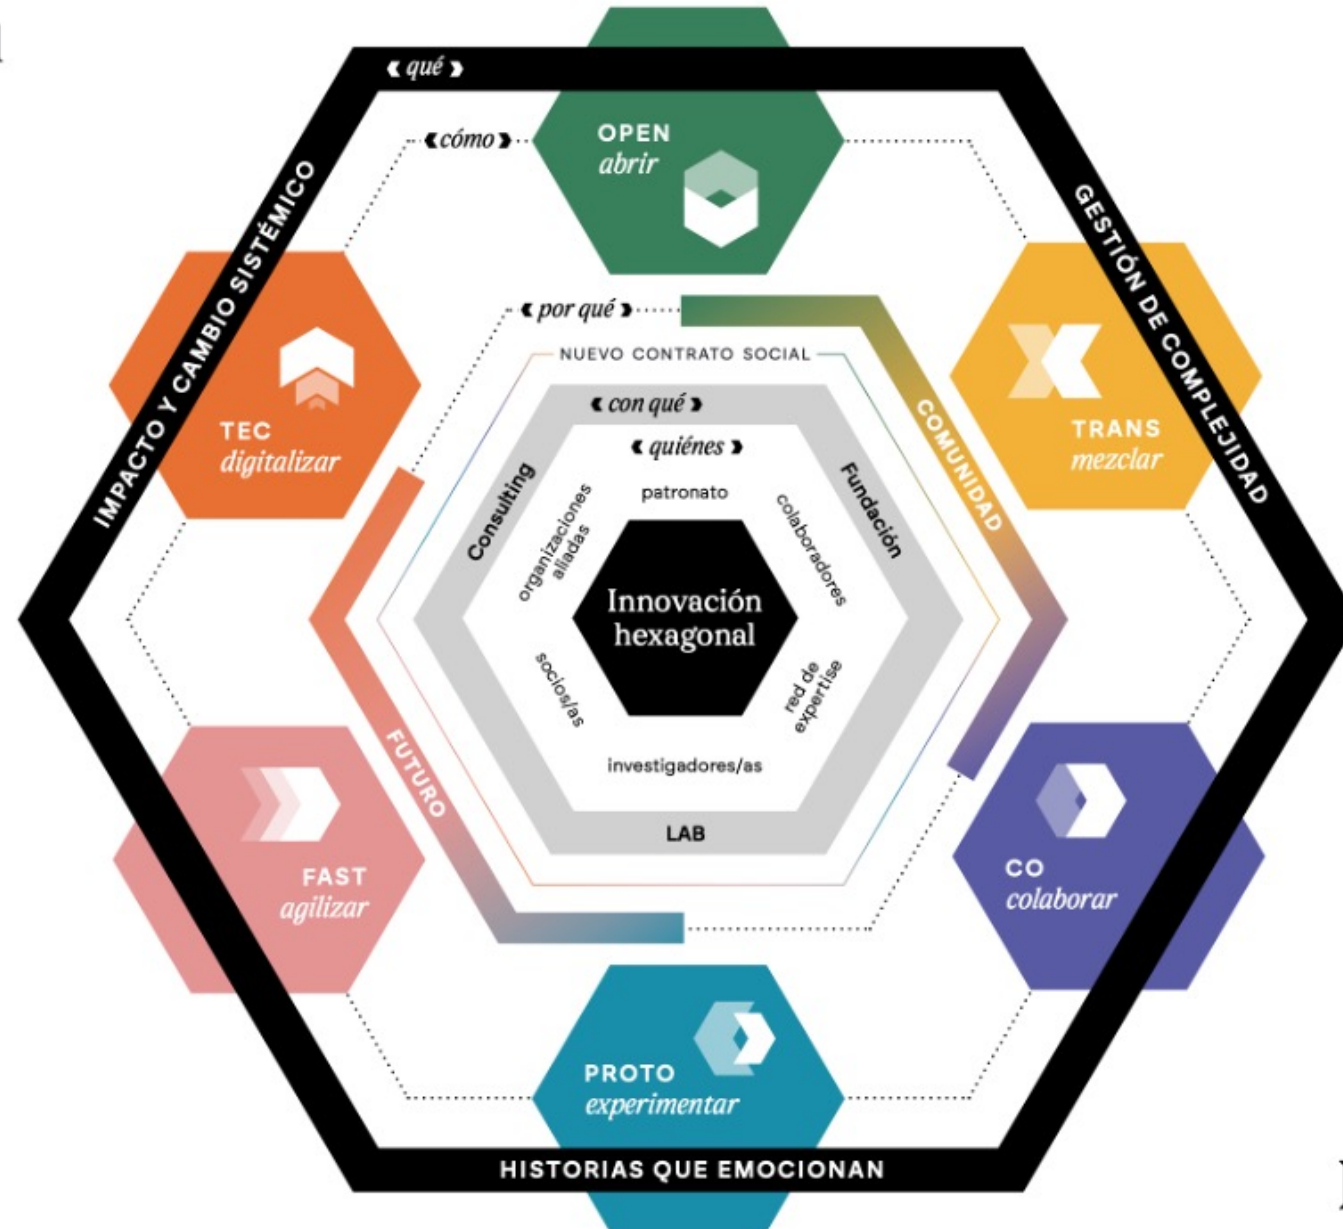 qué
cómo
OPEN
abrir
IMPACTO Y CAMBIO SISTÉMICO
GESTIÓN DE COMPLEJIDAD
TEC
digitalizar
TRANS
mezclar
por qué
NUEVO CONTRATO SOCIAL
COMUNIDAD
con qué
quiénes
Consulting
Fundación
patronato
organizaciones
aliadas
colaboradores
Innovación
hexagonal
socios/as
red de
expertise
investigadores/as
LAB
FUTURO
FAST
agilizar
CO
colaborar
PROTO
experimentar
HISTORIAS QUE EMOCIONAN